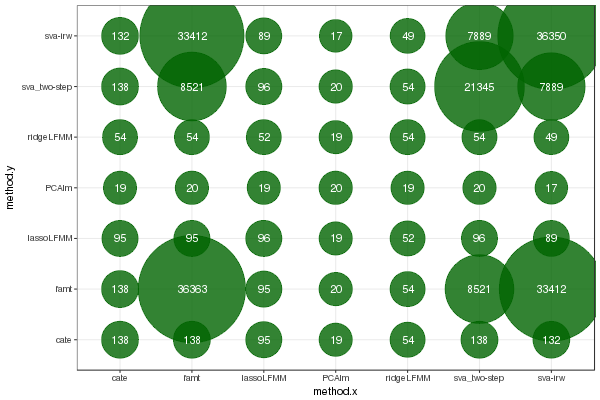 method.y
sva-irw 132 33412 89 17 49 7889 36350
sva_two-step 138 8521 96 20 54 21345 7889
ridgeLFMM 54 54 52 19 54 54 49
PCAlm 19 20 19 20 19 20 17
lassoLFMM 95 95 96 19 52 96 89
famt 138 36363 95 20 54 8521 33412
cate 138 138 95 19 54 138 132
cate famt lassoLFMM PCAlm ridgeLFMM sva_two-step sva-irw
method.x